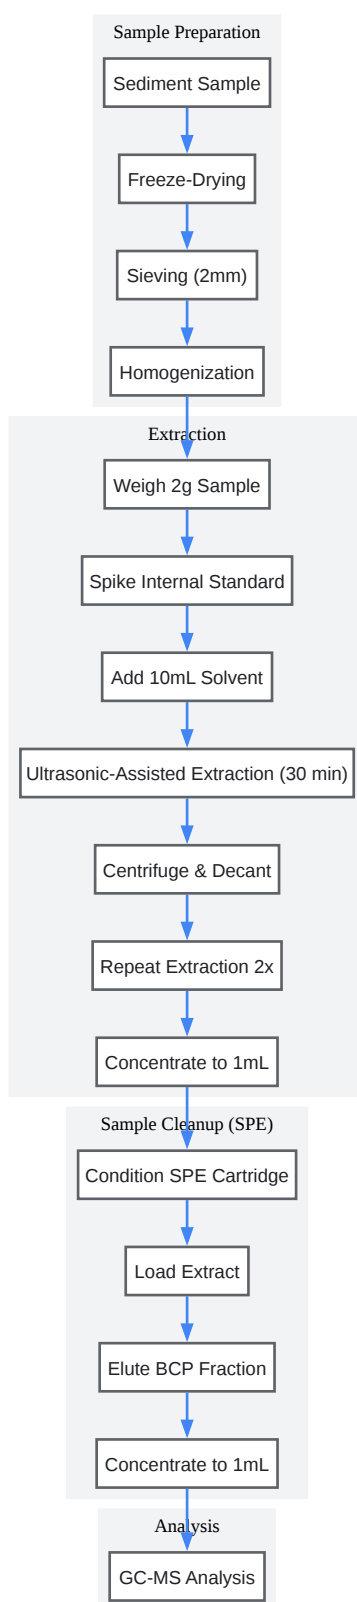 Sample Preparation
Sediment Sample
Freeze-Drying
Sieving (2mm)
Homogenization
Extraction
Weigh 2g Sample
Spike Internal Standard
Add 10mL Solvent
Ultrasonic-Assisted Extraction (30 min)
Centrifuge & Decant
Repeat Extraction 2x
Concentrate to 1mL
Sample Cleanup (SPE)
Condition SPE Cartridge
Load Extract
Elute BCP Fraction
Concentrate to 1mL
Analysis
GC-MS Analysis